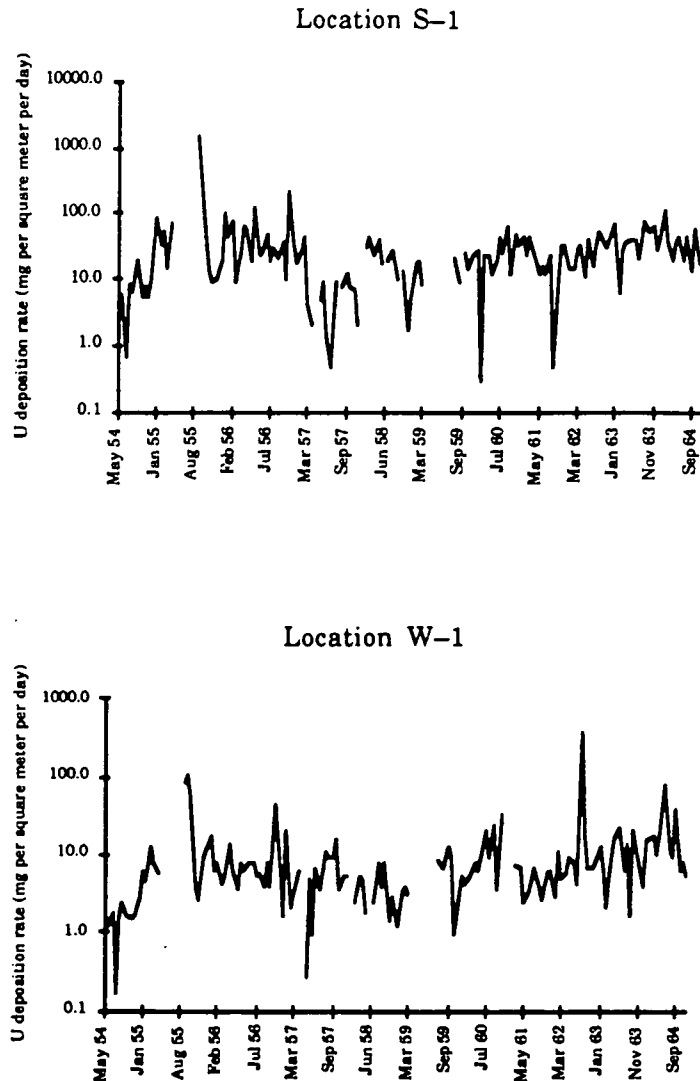 Location S-1
U deposition rate (mg per square meter per day)
10000.0
1000.0
100.0
10.0
1.0
0.1
May 54
Jan 55
Aug 55
Feb 56
Jul 56
Mar 57
Sep 57
Jun 58
Mar 59
Sep 59
Jul 60
May 61
Mar 62
Jan 63
Nov 63
Sep 64
Location W-1
U deposition rate (mg per square meter per day)
1000.0
100.0
10.0
1.0
0.1
May 54
Jan 55
Aug 55
Feb 56
Jul 56
Mar 57
Sep 57
Jun 58
Mar 59
Sep 59
Jul 60
May 61
Mar 62
Jan 63
Nov 63
Sep 64